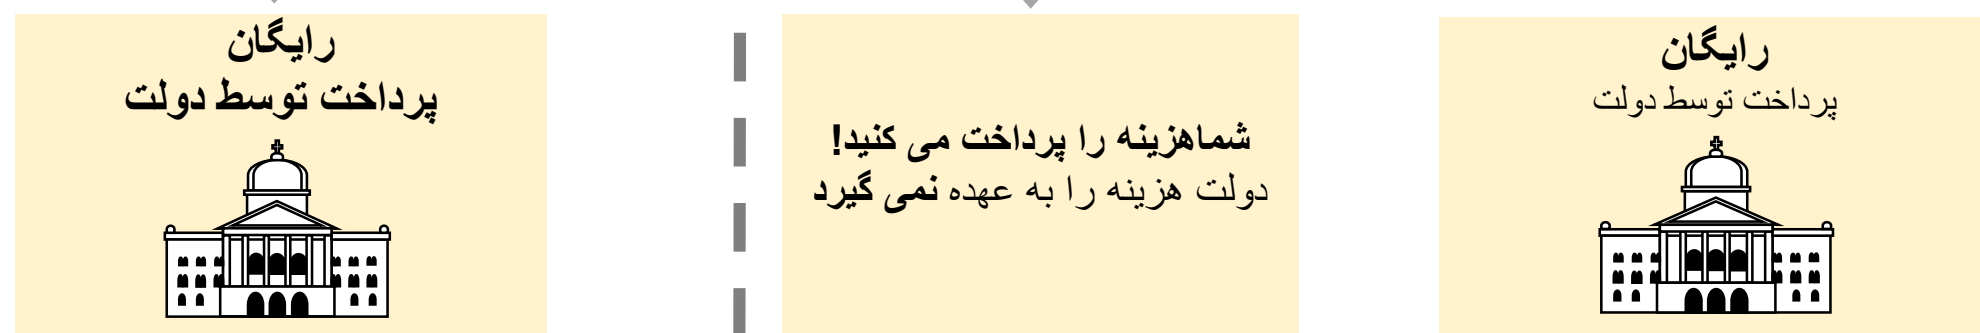 رایگان
پرداخت توسط دولت
شماهزینه را پرداخت می کنید!
دولت هزینه را به عهده نمی گیرد
رایگان
پرداخت توسط دولت